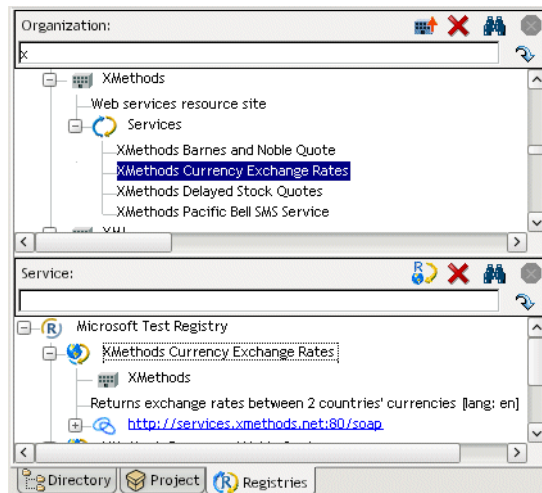 Organization:
x
XMethods
Web services resource site
Services
XMethods Barnes and Noble Quote
XMethods Currency Exchange Rates
XMethods Delayed Stock Quotes
XMethods Pacific Bell SMS Service
Service:
Microsoft Test Registry
XMethods Currency Exchange Rates
XMethods
Returns exchange rates between 2 countries' currencies [lang: en]
http://services.xmethods.net:80/soap
Directory Project Registries